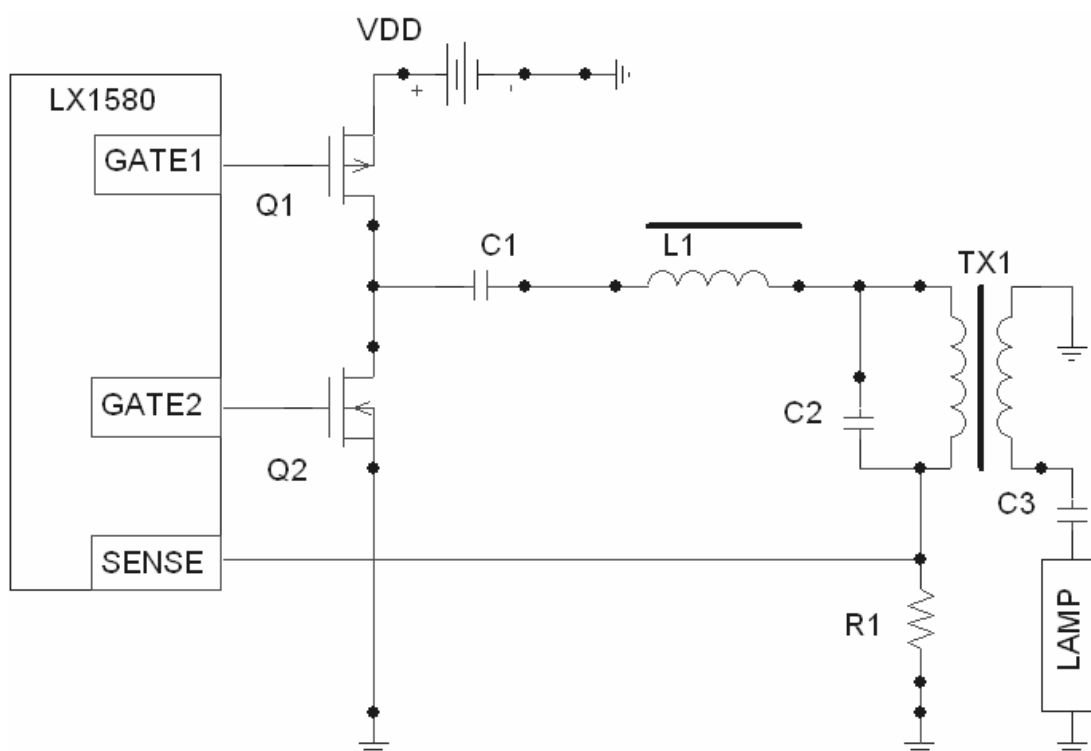 VDD
+
-
LX1580
GATE1
Q1
C1
L1
TX1
GATE2
Q2
C2
C3
SENSE
R1
LAMP